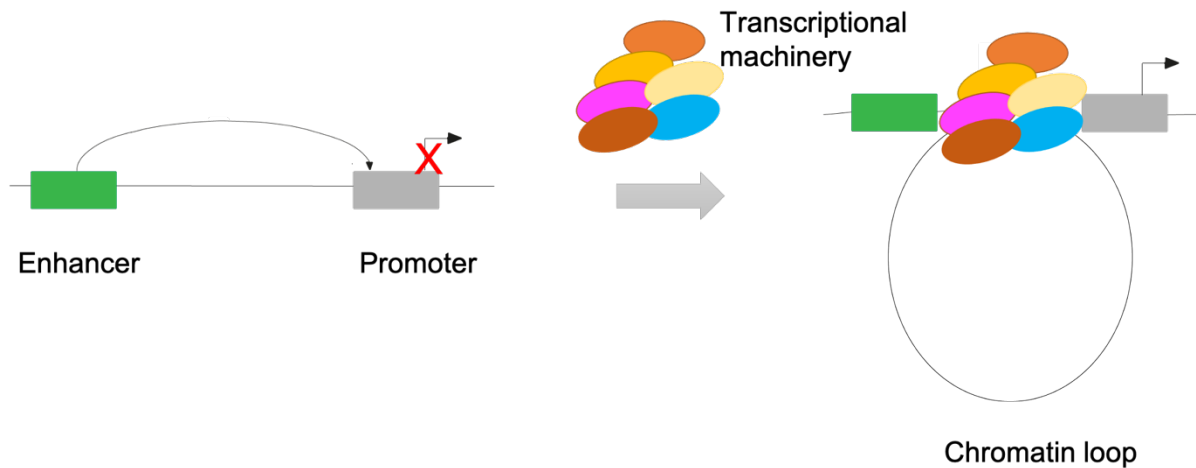 Transcriptional
machinery
Enhancer
Promoter
Chromatin loop